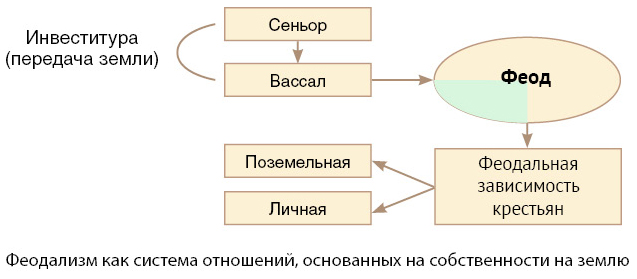 Инвеститура
(передача земли)
Сеньор
Вассал
Феод
Поземельная
Личная
Феодальная
зависимость
крестьян
Феодализм как система отношений, основанных на собственности на землю